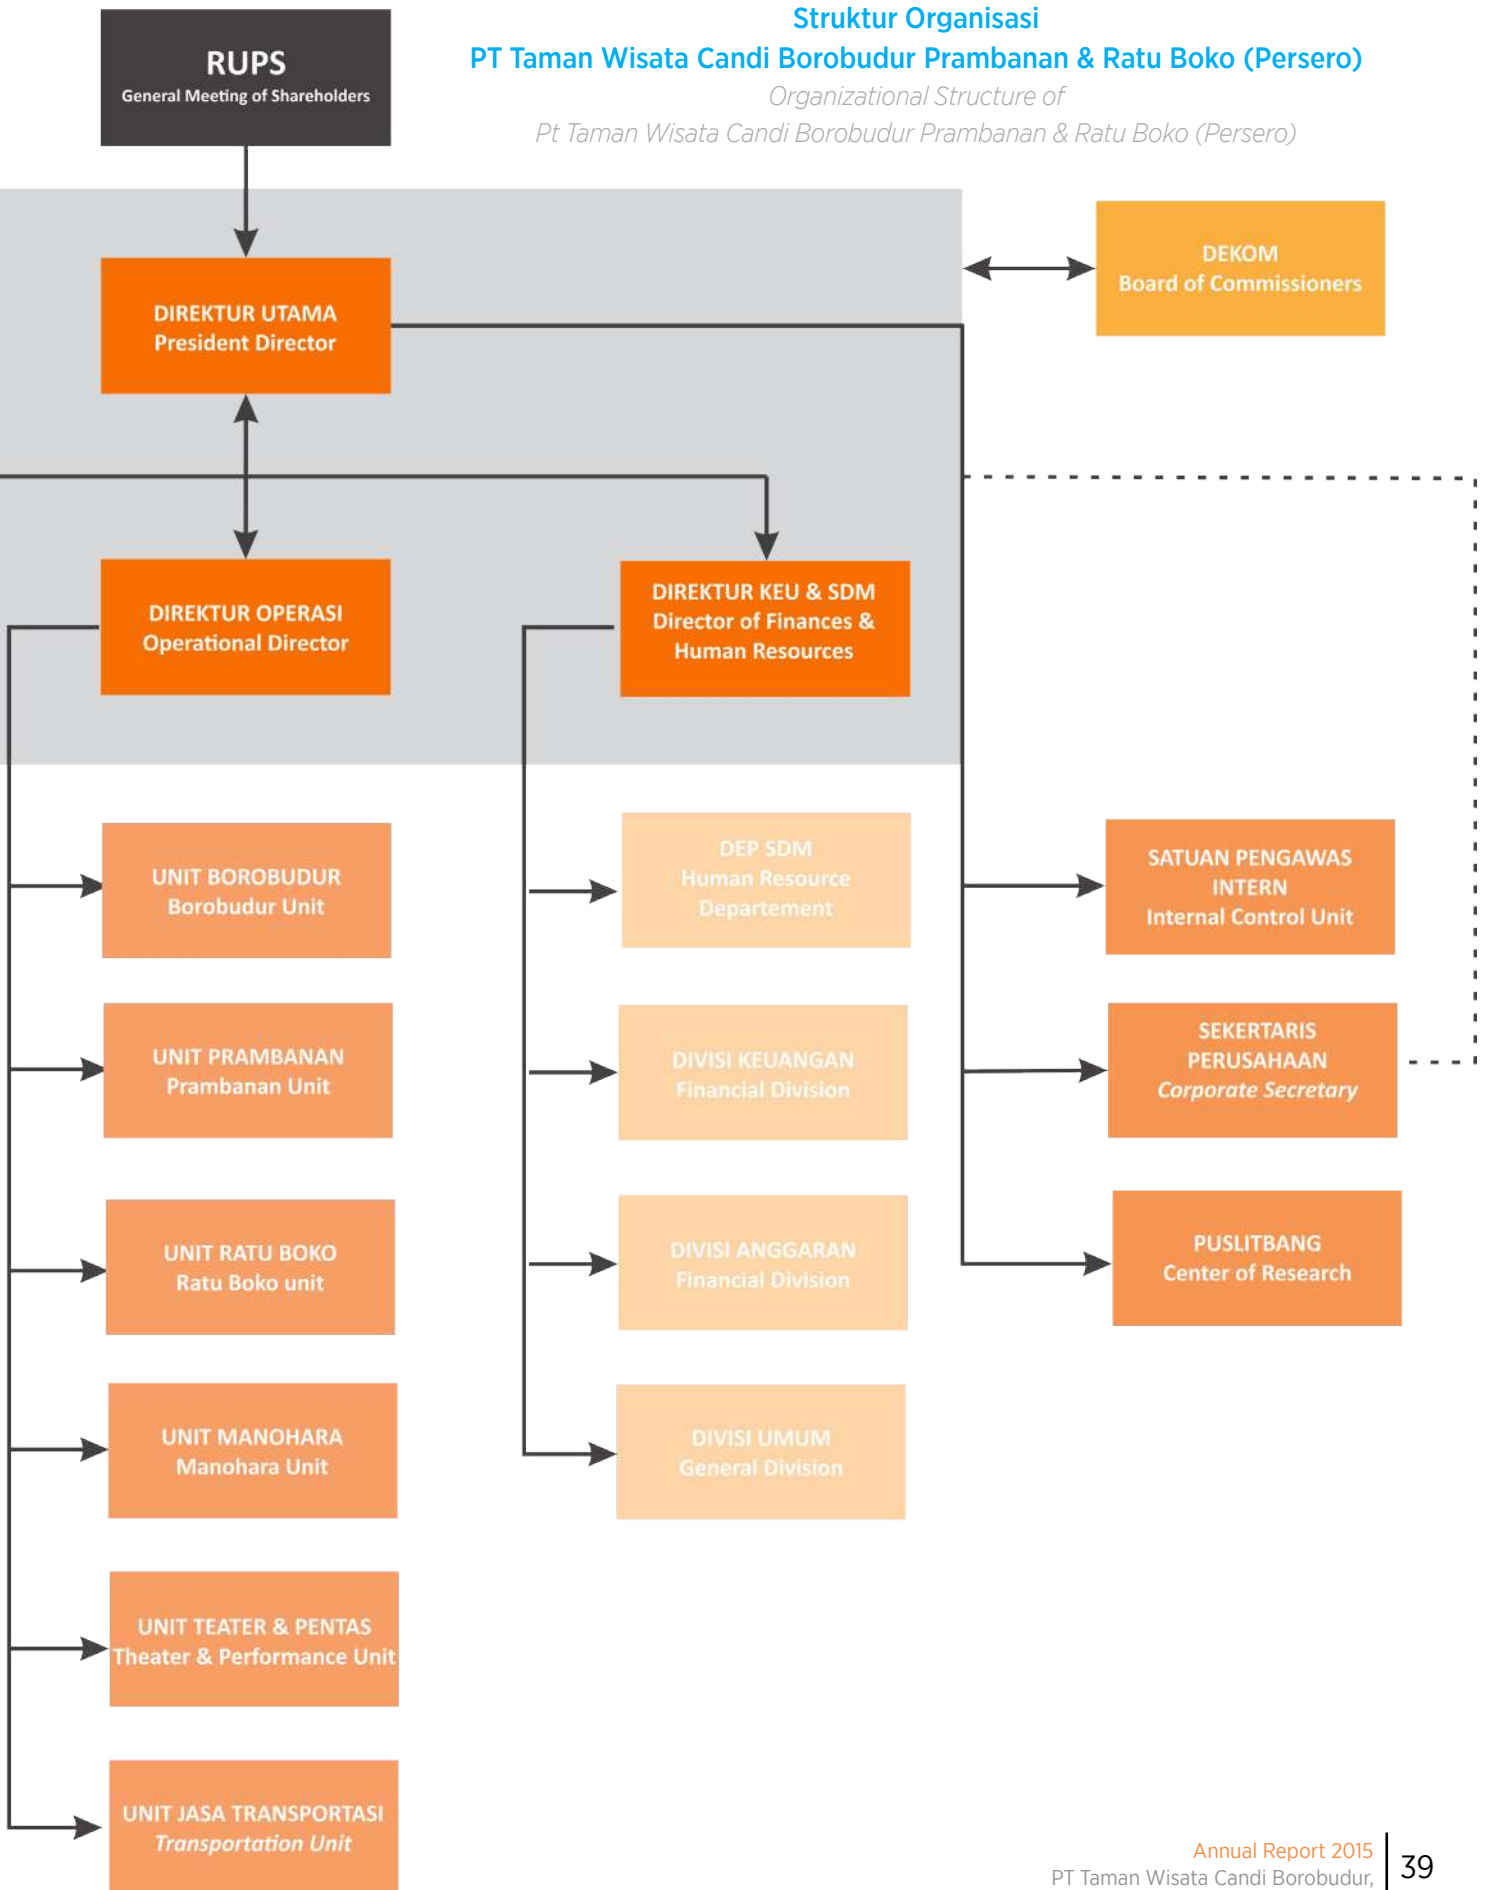 Struktur Organisasi
PT Taman Wisata Candi Borobudur Prambanan & Ratu Boko (Persero)
Organizational Structure of
Pt Taman Wisata Candi Borobudur Prambanan & Ratu Boko (Persero)
RUPS
General Meeting of Shareholders
DEKOM
Board of Commissioners
DIREKTUR UTAMA
President Director
DIREKTUR OPERASI
Operational Director
DIREKTUR KEU & SDM
Director of Finances &
Human Resources
UNIT BOROBUDUR
Borobudur Unit
UNIT PRAMBANAN
Prambanan Unit
UNIT RATU BOKO
Ratu Boko unit
UNIT MANOHARA
Manohara Unit
UNIT TEATER & PENTAS
Theater & Performance Unit
UNIT JASA TRANSPORTASI
Transportation Unit
DEP SDM
Human Resource
Departement
DIVISI KEUANGAN
Financial Division
DIVISI ANGGARAN
Financial Division
DIVISI UMUM
General Division
SATUAN PENGAWAS
INTERN
Internal Control Unit
SEKERTARIS
PERUSAHAAN
Corporate Secretary
PUSLITBANG
Center of Research
Annual Report 2015
PT Taman Wisata Candi Borobudur,
39